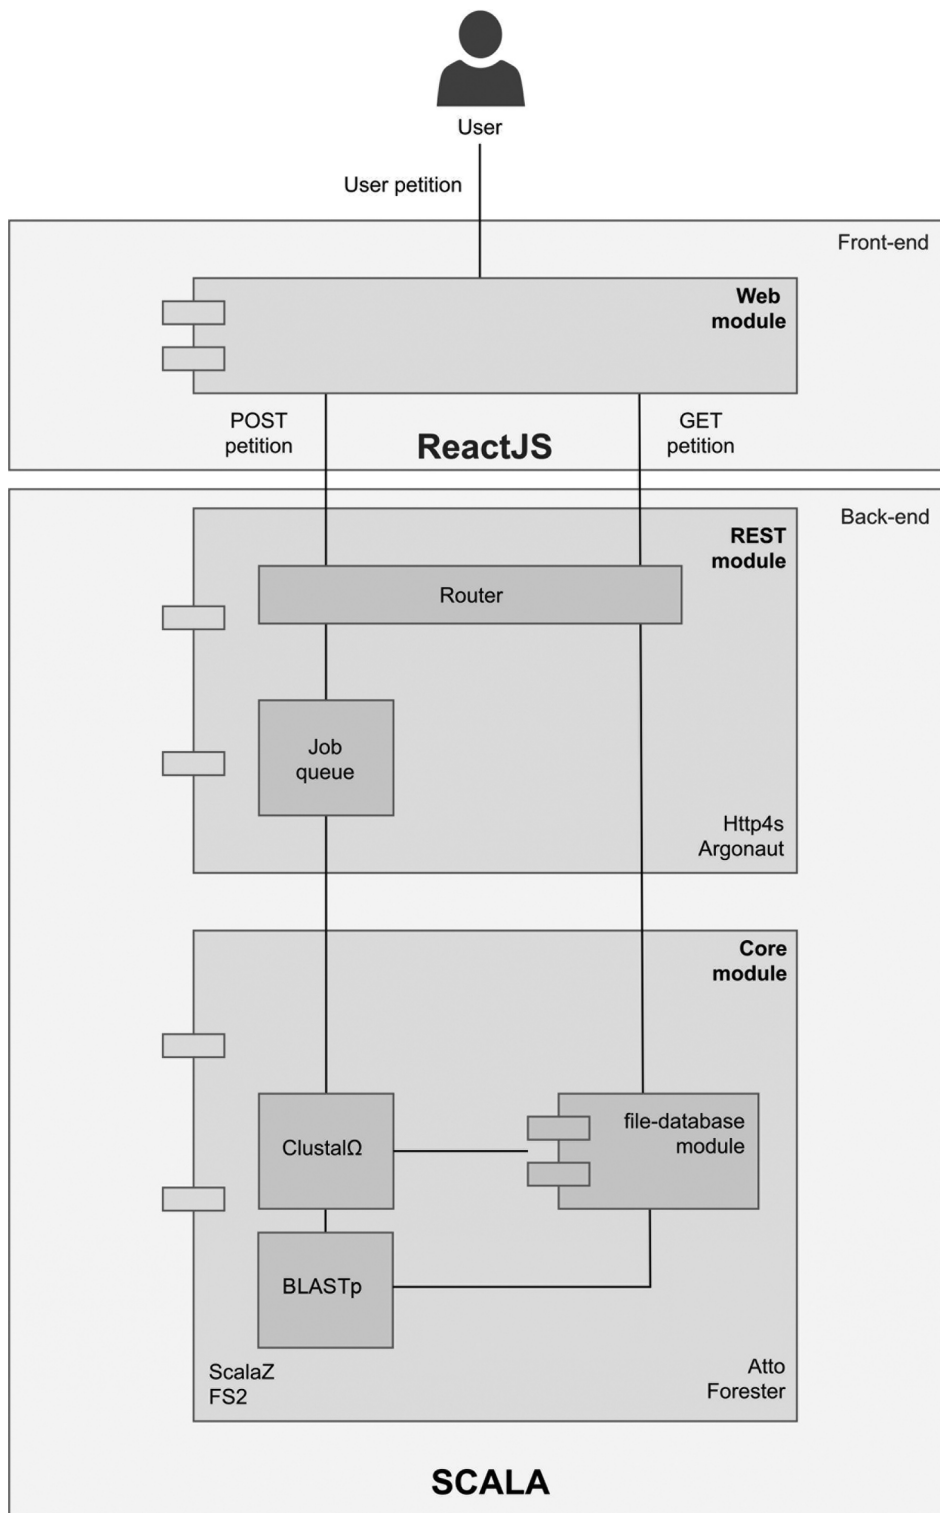 User
User petition
Front-end
Web
module
POST
petition
GET
petition
ReactJS
Back-end
REST
module
Router
Job
queue
Http4s
Argonaut
Core
module
ClustalΩ
file-database
module
BLASTp
ScalaZ
FS2
Atto
Forester
SCALA